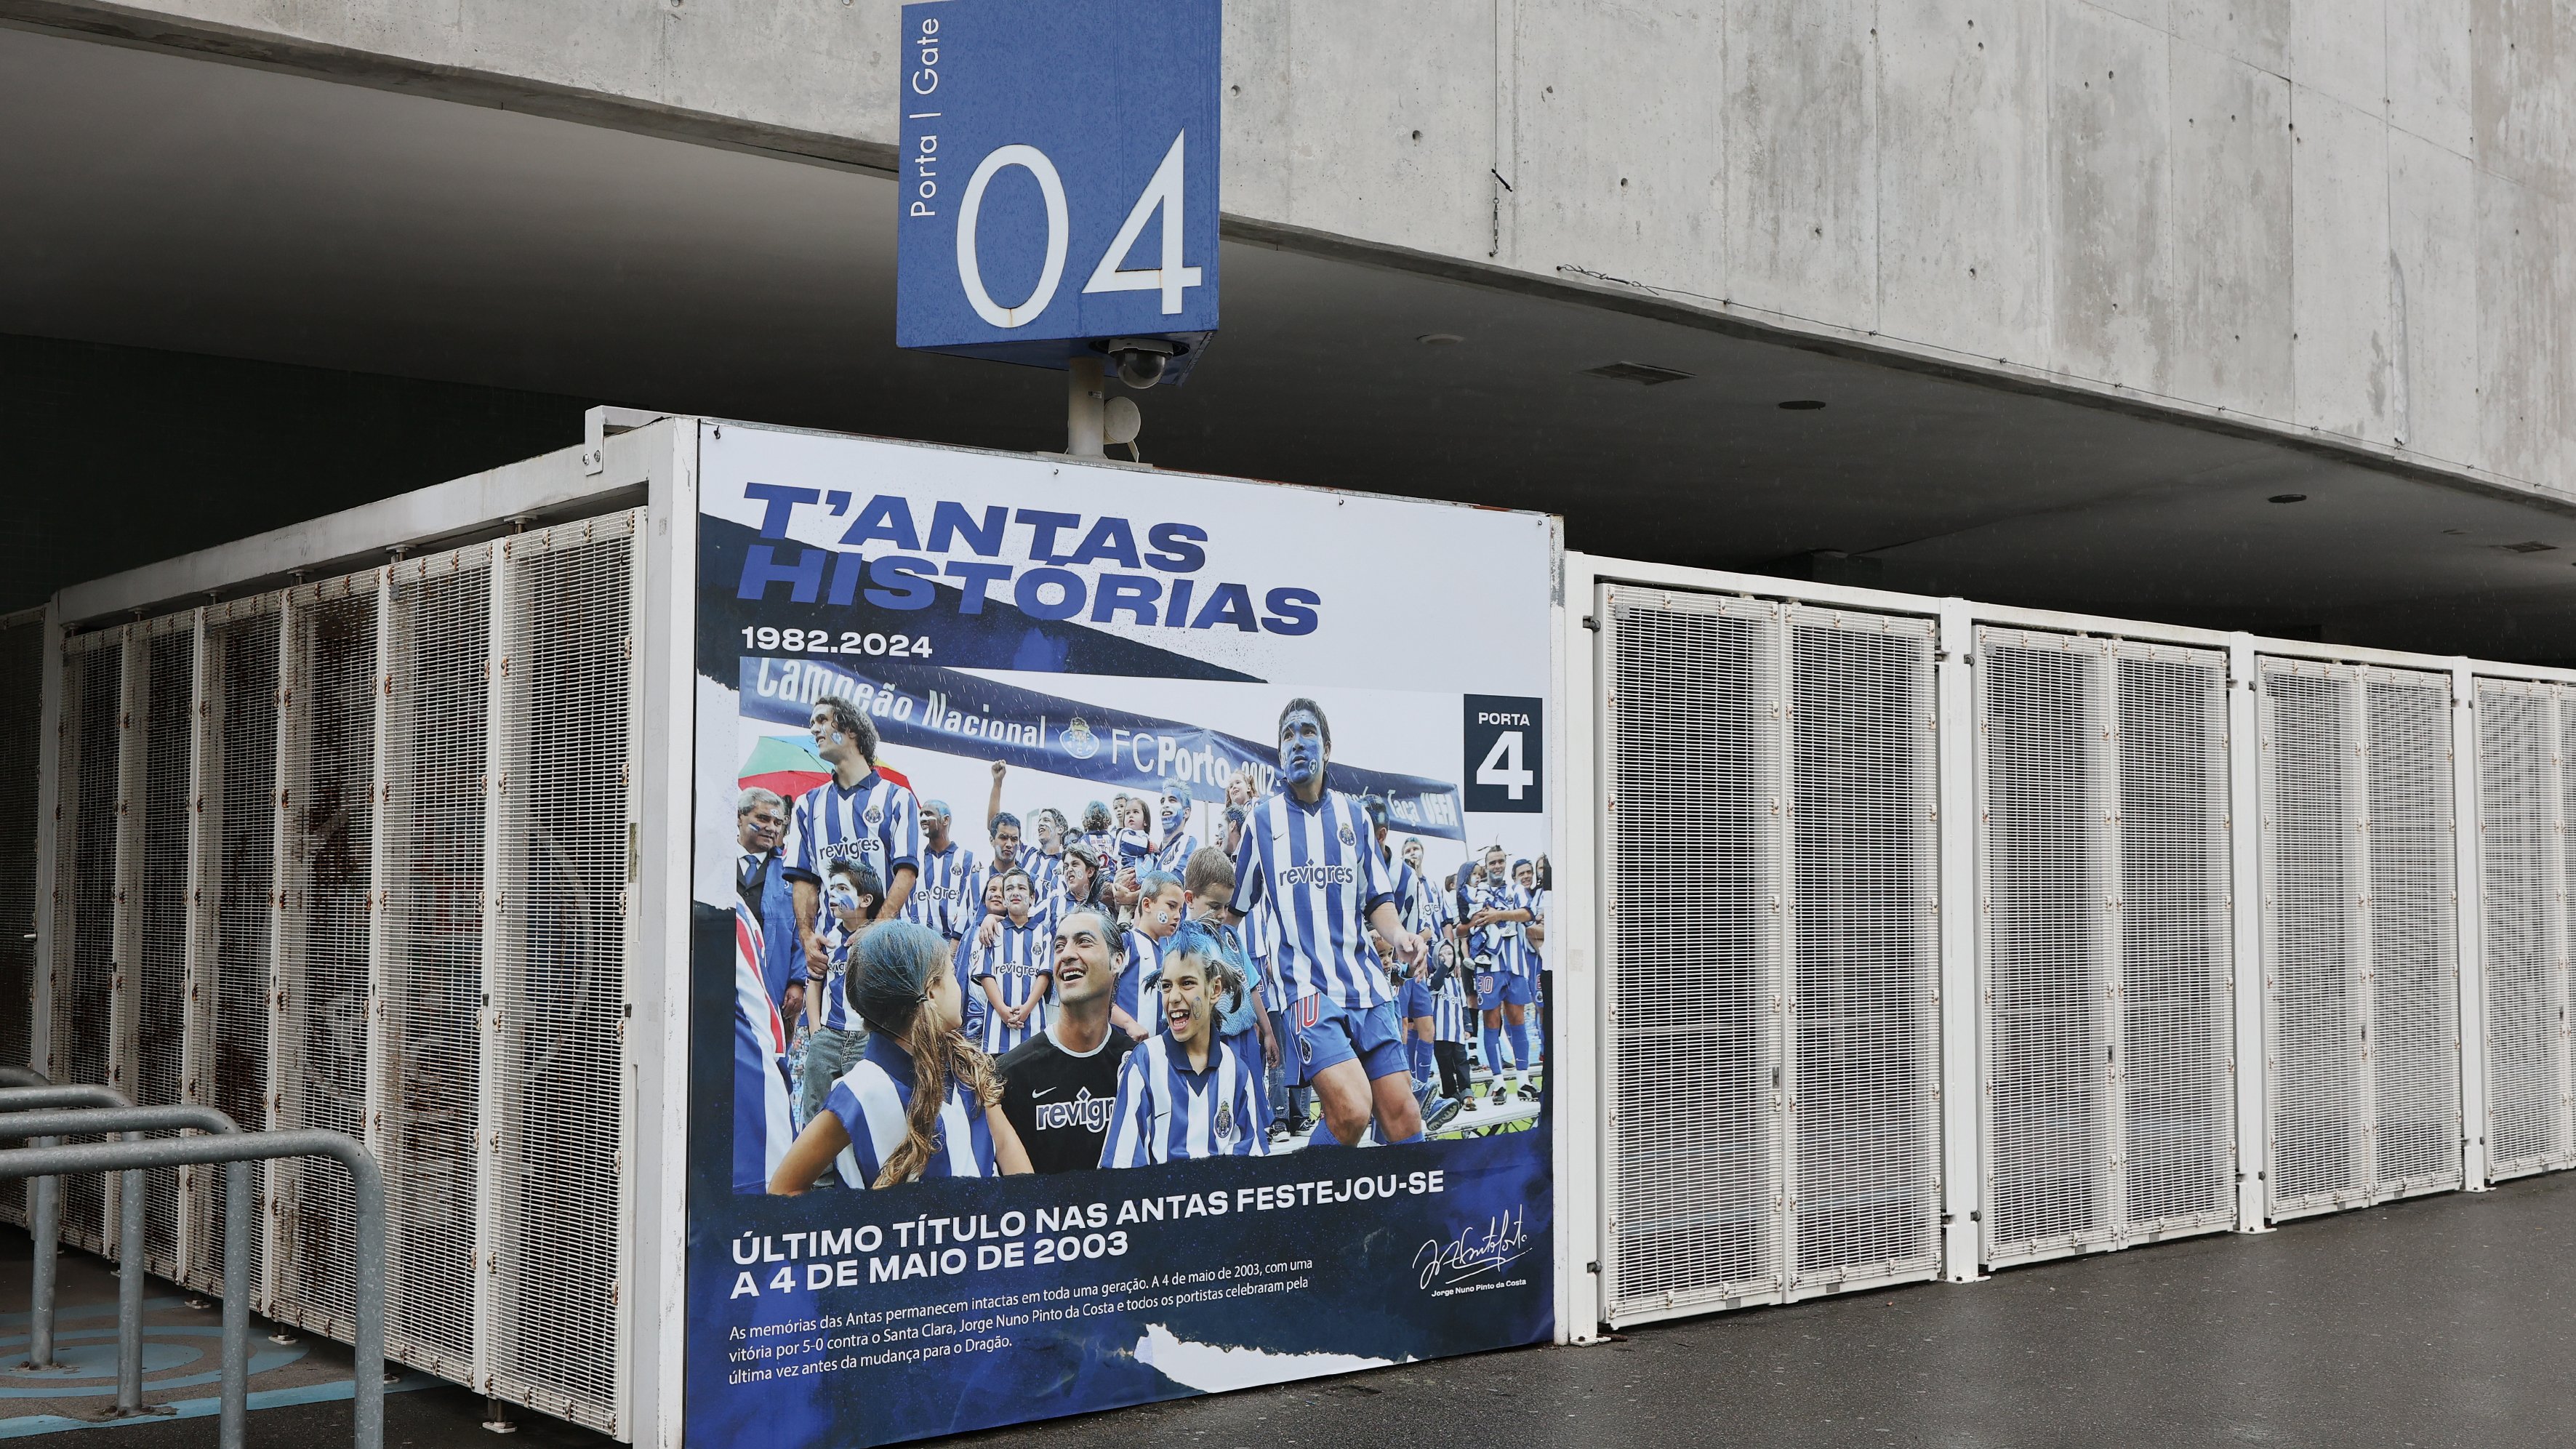 Porta | Gate
04
T'ANTAS
HISTÓRIAS
1982.2024
Campeão Nacional FCPorto 2002- Taça UEFA
PORTA
4
revigres
revigres
revigres
revigres
10
revigr
ÚLTIMO TÍTULO NAS ANTAS FESTEJOU-SE
A 4 DE MAIO DE 2003
As memórias das Antas permanecem intactas em toda uma geração. A 4 de maio de 2003, com uma
vitória por 5-0 contra o Santa Clara, Jorge Nuno Pinto da Costa e todos os portistas celebraram pela
última vez antes da mudança para o Dragão.
Jorge Nuno Pinto da Costa